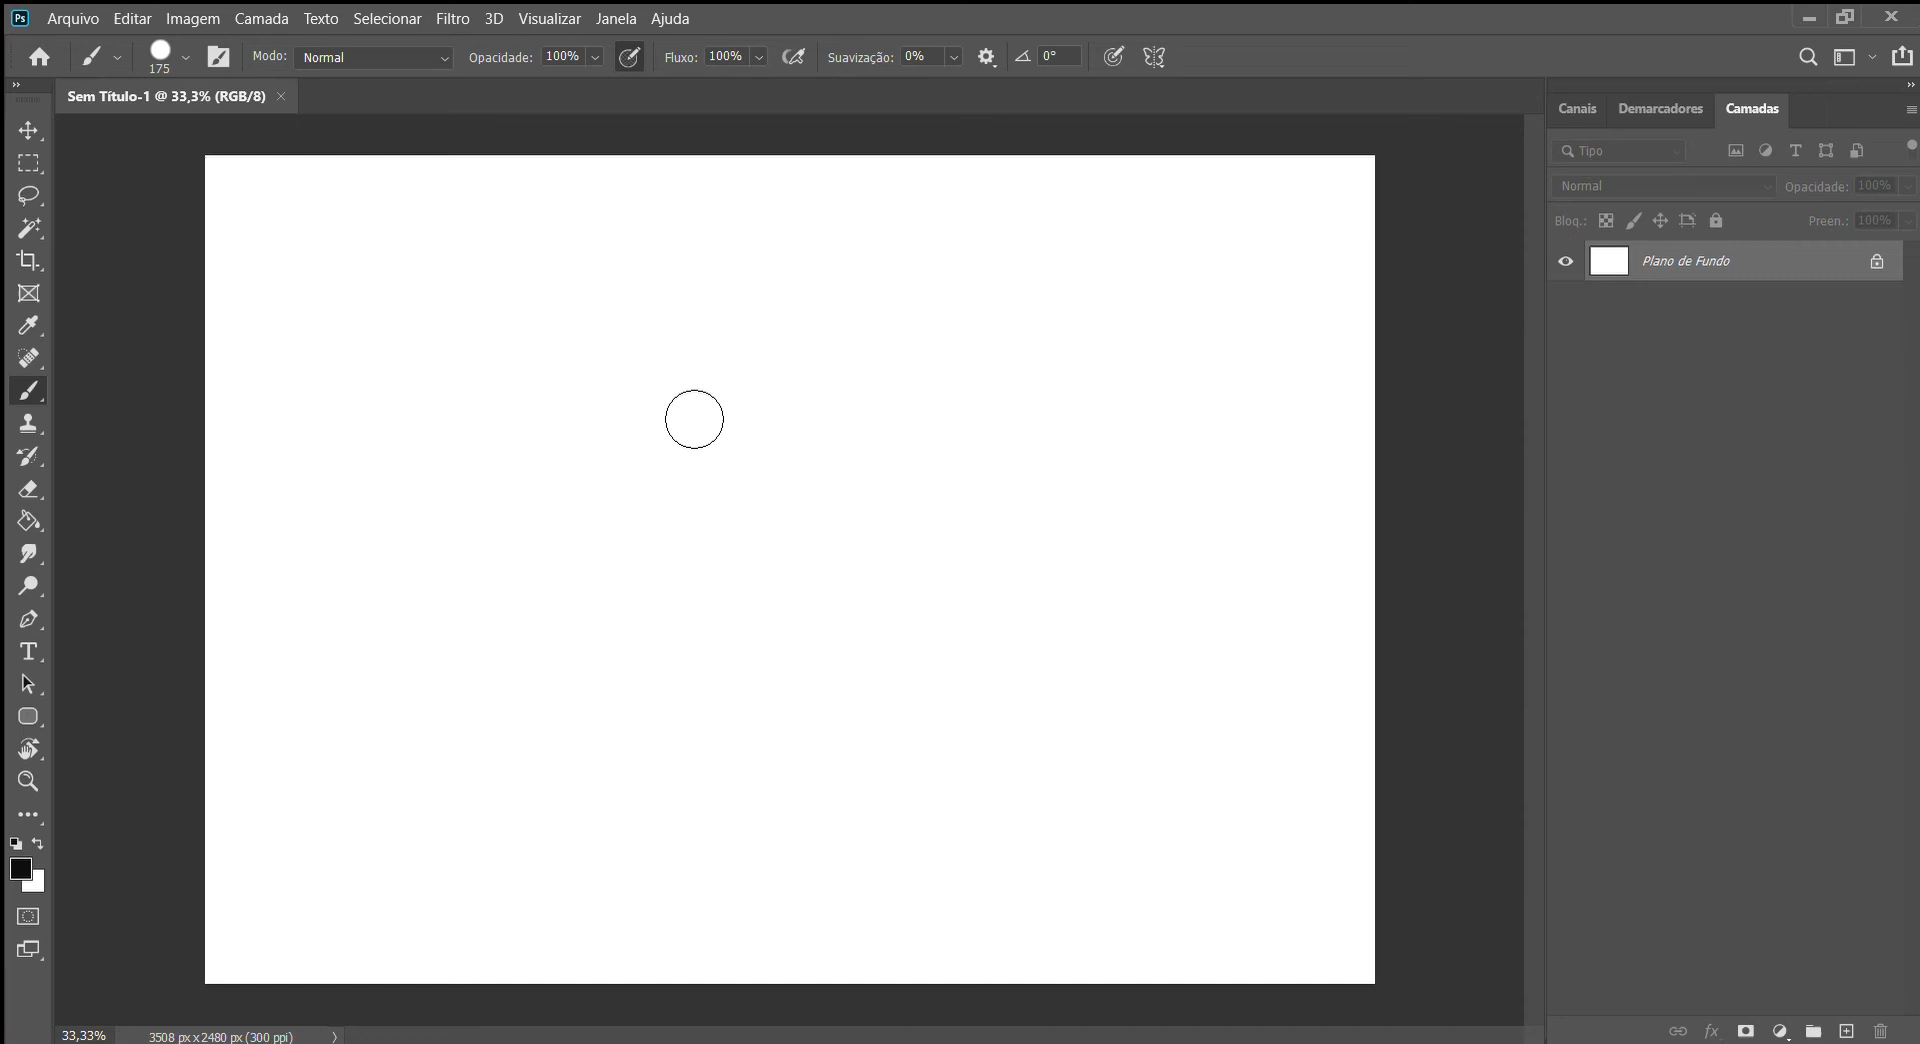 Ps Arquivo Editar Imagem Camada Texto Selecionar Filtro 3D Visualizar Janela Ajuda
175 Modo: Normal Opacidade: 100% Fluxo: 100% Suavização: 0% 0°
Sem Título-1 @ 33,3% (RGB/8)
Canais Demarcadores Camadas
Tipo
Normal Opacidade: 100%
Bloq.: Preen.: 100%
Plano de Fundo
33,33% 3508 px x 2480 px (300 ppi)
fx